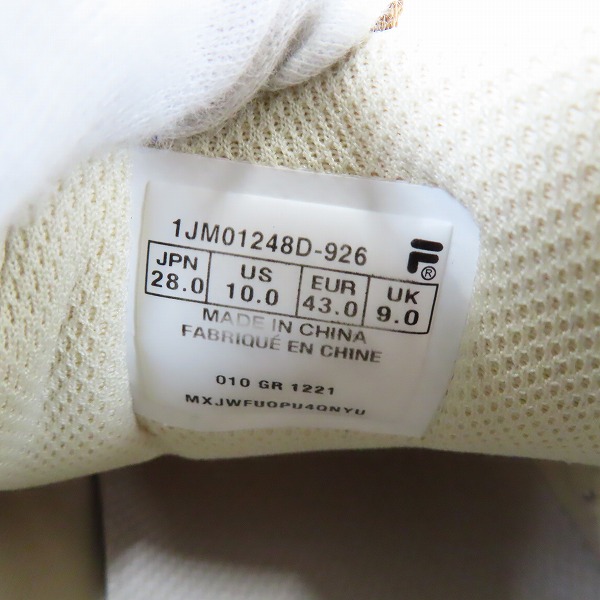 1JM01248D-926
F®
JPN US EUR UK
28.0 10.0 43.0 9.0
MADE IN CHINA
FABRIQUÉ EN CHINE
010 GR 1221
MXJWFUOPU4QNYU